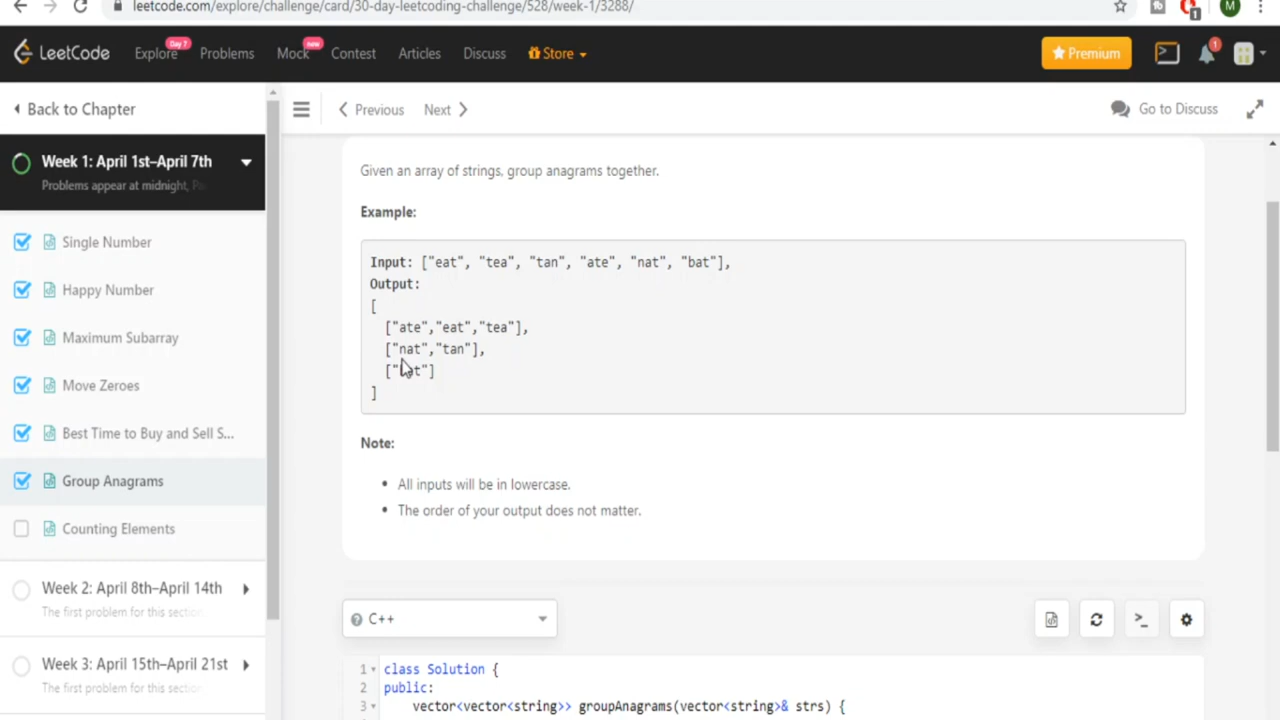 leetcode.com/explore/challenge/card/30-day-leetcoding-challenge/528/week-1/3288/
1
M
LeetCode
Explore
Day 7
Problems
Mock
new
Contest
Articles
Discuss
Store
Premium
1
Back to Chapter
Previous
Next
Go to Discuss
Week 1: April 1st–April 7th
Problems appear at midnight,
Single Number
Happy Number
Maximum Subarray
Move Zeroes
Best Time to Buy and Sell S...
Group Anagrams
Counting Elements
Week 2: April 8th–April 14th
The first problem for this section
Week 3: April 15th–April 21st
The first problem for this section
Given an array of strings, group anagrams together.
Example:
Input: ["eat", "tea", "tan", "ate", "nat", "bat"],
Output:
[
["ate","eat","tea"],
["nat","tan"],
["bat"]
]
Note:
• All inputs will be in lowercase.
• The order of your output does not matter.
C++
1 class Solution {
2 public:
3 vector<vector<string>> groupAnagrams(vector<string>& strs) {